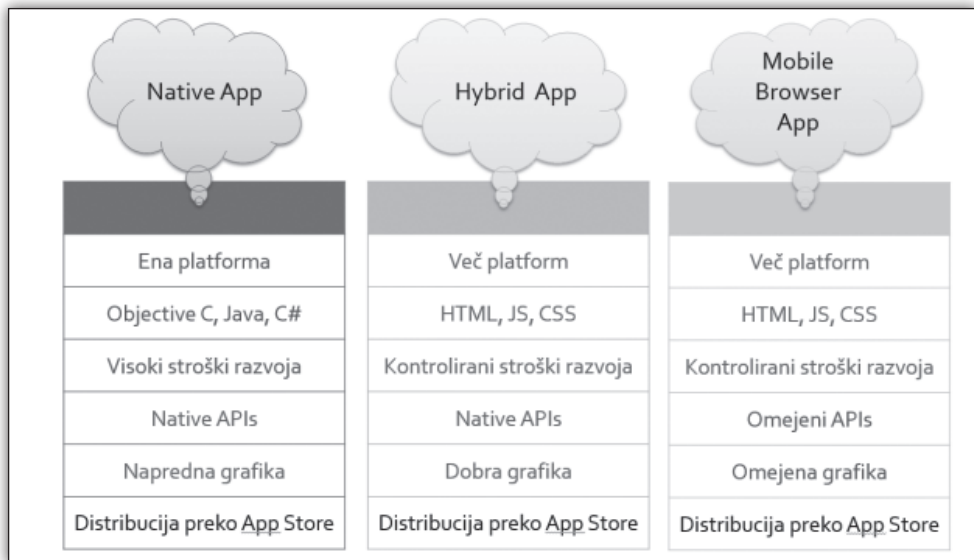 Native App
Ena platforma
Objective C, Java, C#
Visoki stroški razvoja
Native APIs
Napredna grafika
Distribucija preko App Store
Hybrid App
Več platform
HTML, JS, CSS
Kontrolirani stroški razvoja
Native APIs
Dobra grafika
Distribucija preko App Store
Mobile
Browser
App
Več platform
HTML, JS, CSS
Kontrolirani stroški razvoja
Omejeni APIs
Omejena grafika
Distribucija preko App Store